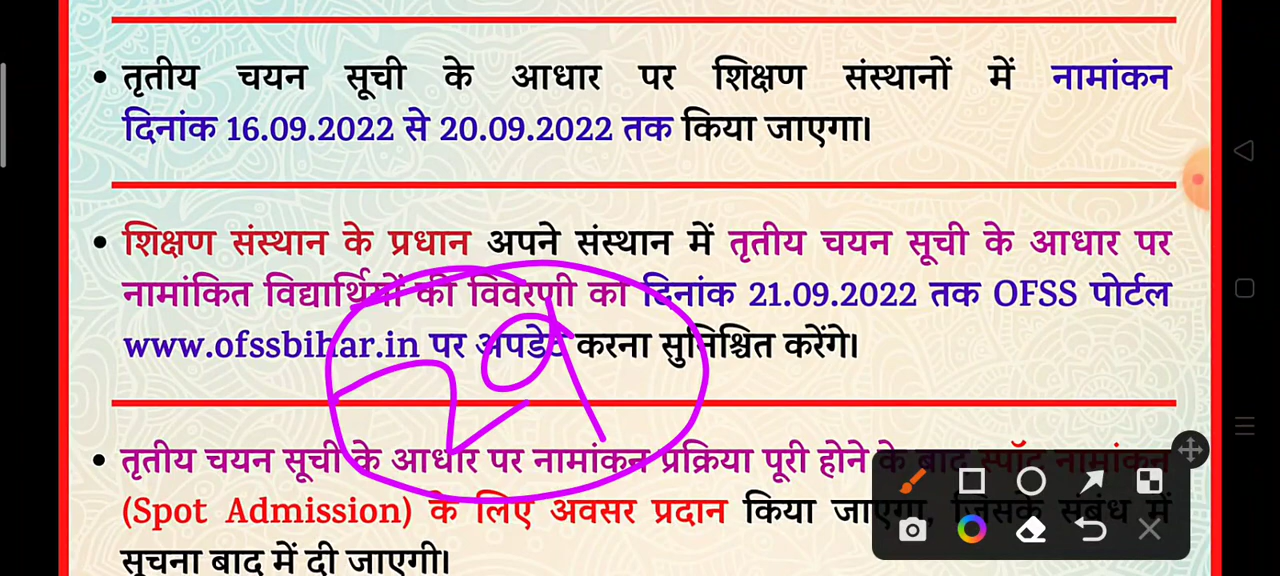 • तृतीय चयन सूची के आधार पर शिक्षण संस्थानों में नामांकन
दिनांक 16.09.2022 से 20.09.2022 तक किया जाएगा।
• शिक्षण संस्थान के प्रधान अपने संस्थान में तृतीय चयन सूची के आधार पर
नामांकित विद्यार्थियों की विवरणी को दिनांक 21.09.2022 तक OFSS पोर्टल
www.ofssbihar.in पर अपडेट करना सुनिश्चित करेंगे।
29
• तृतीय चयन सूची के आधार पर नामांकन प्रक्रिया पूरी होने के बाद स्पॉट नामांकन
(Spot Admission) के लिए अवसर प्रदान किया जाएगा, जिसके संबंध में
सूचना बाद में दी जाएगी।